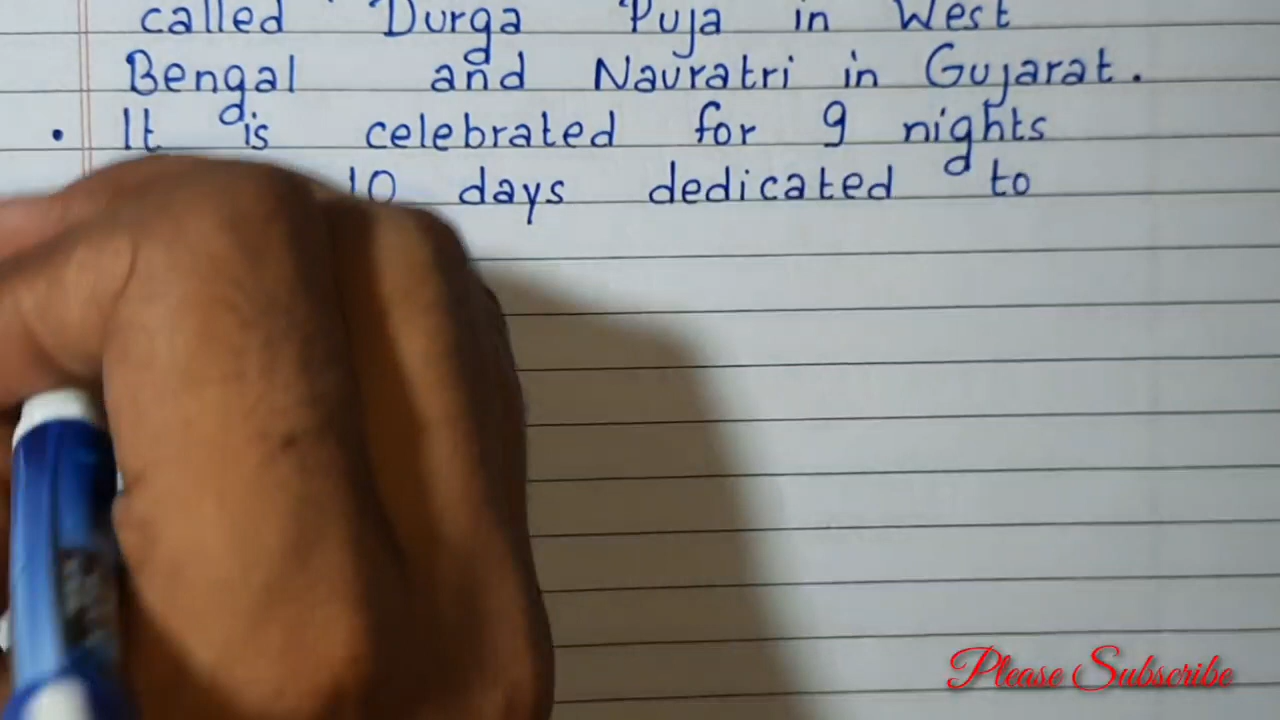 called Durga Puja in West
Bengal and Navratri in Gujarat.
• It is celebrated for 9 nights
10 days dedicated to
Please Subscribe